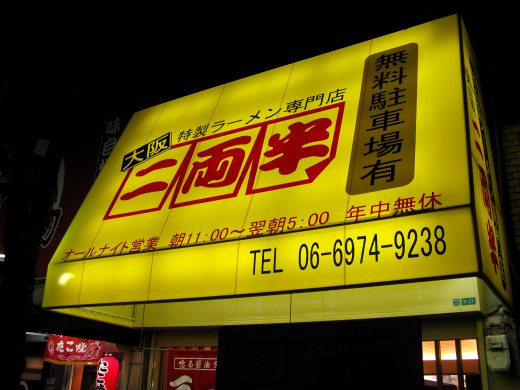 大阪
特製ラーメン専門店
二両半
無料駐車場有
オールナイト営業 朝11:00〜翌朝5:00 年中無休
TEL 06-6974-9238
両半
たこ焼